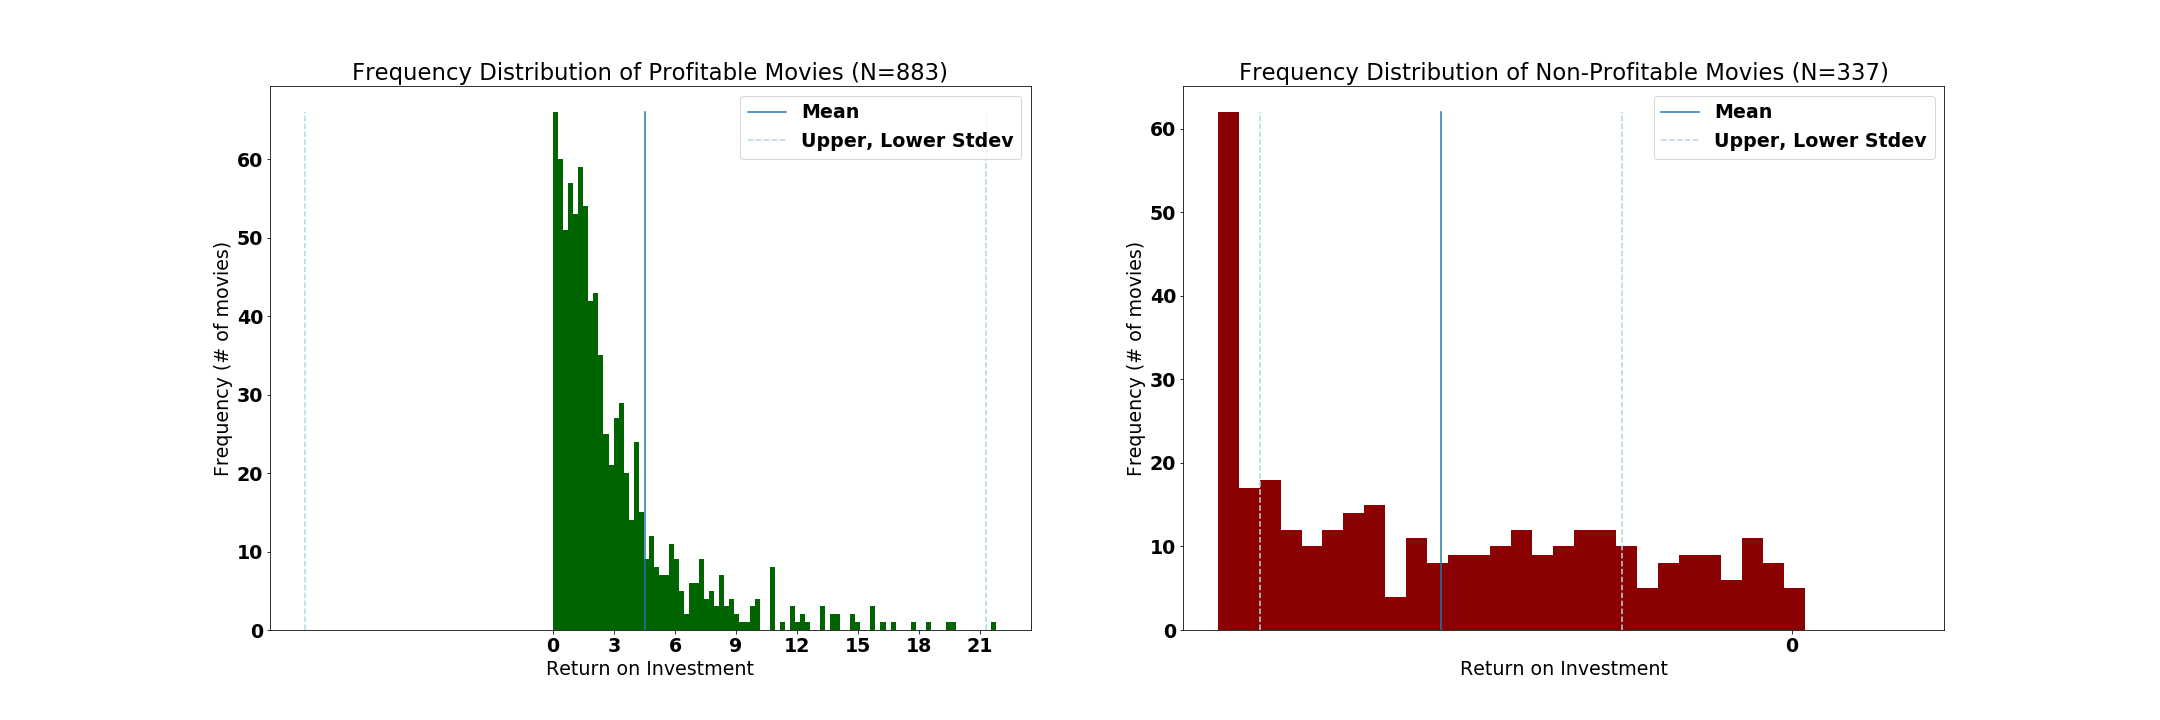 Frequency Distribution of Profitable Movies (N=883)
Mean
Upper, Lower Stdev
Frequency (# of movies)
60
50
40
30
20
10
0
0 3 6 9 12 15 18 21
Return on Investment
Frequency Distribution of Non-Profitable Movies (N=337)
Mean
Upper, Lower Stdev
Frequency (# of movies)
60
50
40
30
20
10
0
0
Return on Investment